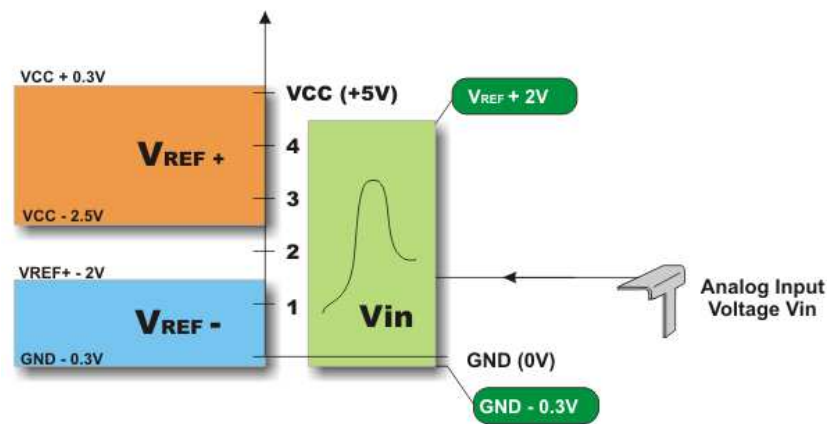 VCC + 0.3V
VCC (+5V)
VREF + 2V
VREF +
4
3
VCC - 2.5V
2
VREF+ - 2V
1
VREF -
Vin
Analog Input
Voltage Vin
GND - 0.3V
GND (0V)
GND - 0.3V